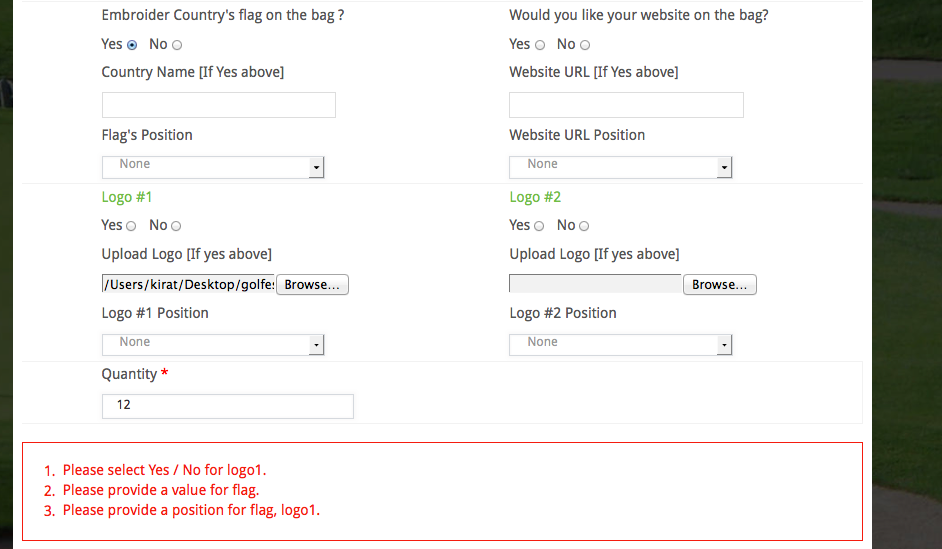 Embroider Country's flag on the bag ?
Would you like your website on the bag?
Yes No
Yes No
Country Name [If Yes above]
Website URL [If Yes above]
Flag's Position
Website URL Position
None
None
Logo #1
Logo #2
Yes No
Yes No
Upload Logo [If yes above]
Upload Logo [If yes above]
/Users/kirat/Desktop/golfes Browse...
Browse...
Logo #1 Position
Logo #2 Position
None
None
Quantity *
12
1. Please select Yes / No for logo1.
2. Please provide a value for flag.
3. Please provide a position for flag, logo1.